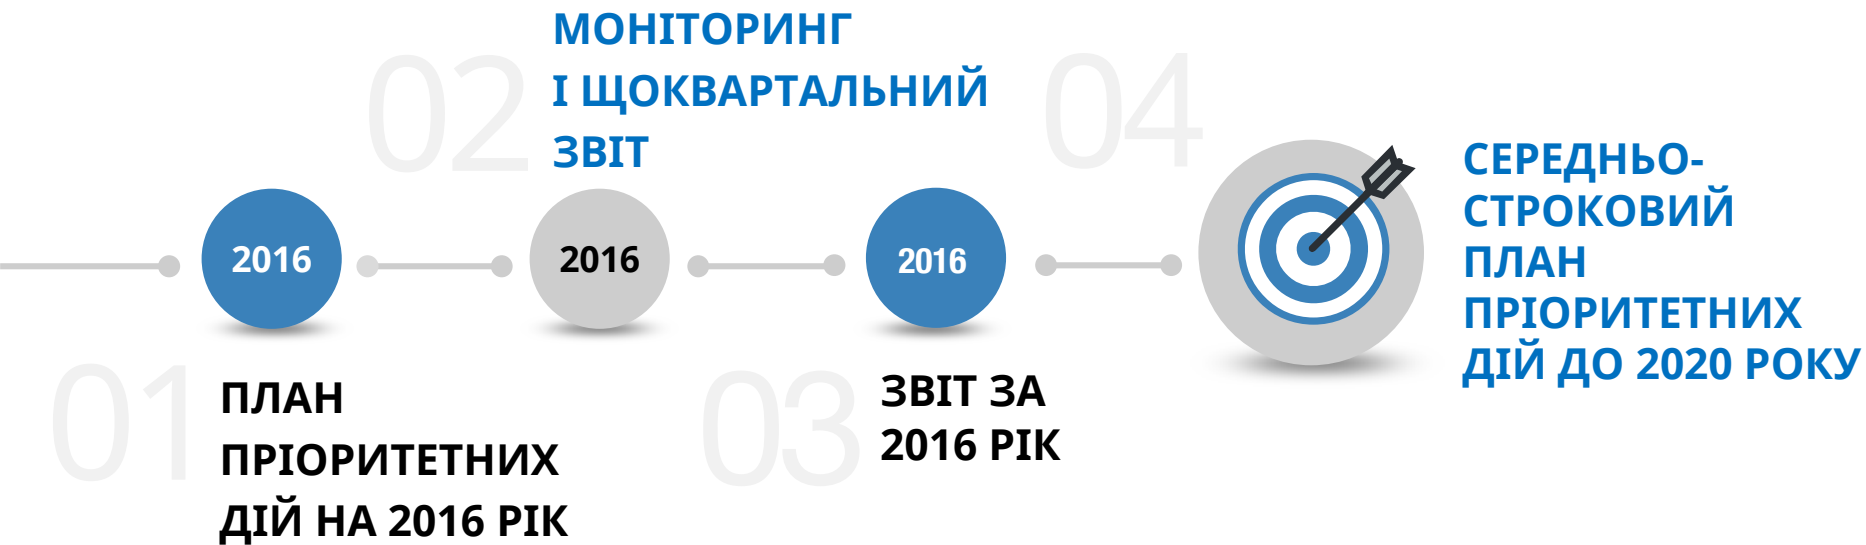 01
2016
ПЛАН
ПРІОРИТЕТНИХ
ДІЙ НА 2016 РІК
02
МОНІТОРИНГ
І ЩОКВАРТАЛЬНИЙ
ЗВІТ
2016
03
2016
ЗВІТ ЗА
2016 РІК
04
СЕРЕДНЬО-
СТРОКОВИЙ
ПЛАН
ПРІОРИТЕТНИХ
ДІЙ ДО 2020 РОКУ